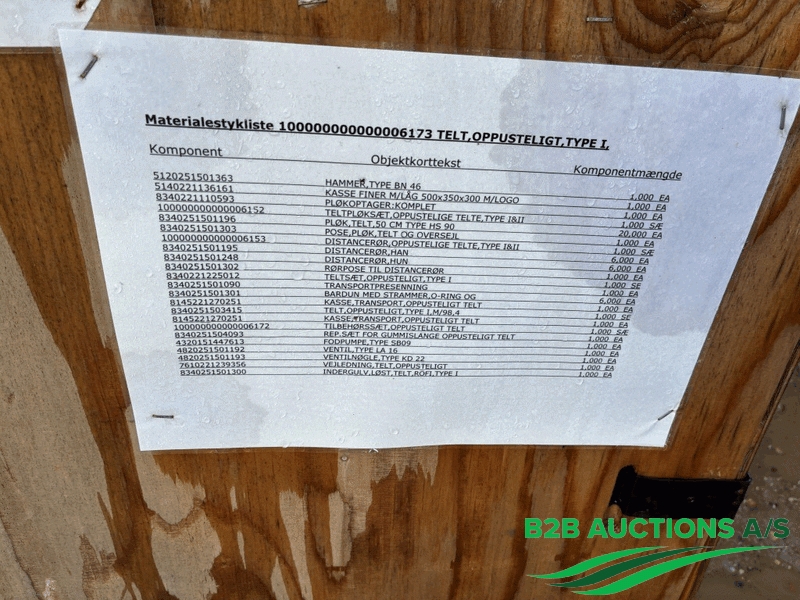 Materialestykliste 100000000000006173 TELT,OPPUSTELIGT,TYPE I,
Komponent Objektkorttekst Komponentmængde
5120251501363 HAMMER,TYPE BN 46 1,000 EA
5140221136161 KASSE FINER M/LÅG 500x350x300 M/LOGO 1,000 EA
8340221110593 PLØKOPTAGER:KOMPLET 1,000 EA
100000000000006152 TELTPLØKSÆT,OPPUSTELIGE TELTE,TYPE I&II 1,000 SÆ
8340251501196 PLØK,TELT,50 CM TYPE HS 90 20,000 EA
8340251501303 POSE,PLØK,TELT OG OVERSEJL 1,000 EA
100000000000006153 DISTANCERØR,OPPUSTELIGE TELTE,TYPE I&II 1,000 SÆ
8340251501195 DISTANCERØR,HAN 6,000 EA
8340251501248 DISTANCERØR,HUN 6,000 EA
8340251501302 RØRPOSE TIL DISTANCERØR 1,000 EA
8340221225012 TELTSÆT,OPPUSTELIGT,TYPE I 1,000 SE
8340251501090 TRANSPORTPRESENNING 1,000 EA
8340251501301 BARDUN MED STRAMMER,O-RING OG 6,000 EA
8145221270251 KASSE,TRANSPORT,OPPUSTELIGT TELT 1,000 EA
8340251503415 TELT,OPPUSTELIGT,TYPE I,M/98,4 1,000 SE
8145221270251 KASSE,TRANSPORT,OPPUSTELIGT TELT 1,000 EA
100000000000006172 TILBEHØRSSÆT,OPPUSTELIGT TELT 1,000 SÆ
8340251504093 REP.SÆT FOR GUMMISLANGE OPPUSTELIGT TELT 1,000 EA
4320151447613 FODPUMPE,TYPE SB09 1,000 EA
4820251501192 VENTIL,TYPE LA 16 1,000 EA
4820251501193 VENTILNØGLE,TYPE KD 22 1,000 EA
7610221239356 VEJLEDNING,TELT,OPPUSTELIGT 1,000 EA
8340251501300 INDERGULV,LØST,TELT,RÖFI,TYPE I 1,000 EA
B2B AUCTIONS A/S